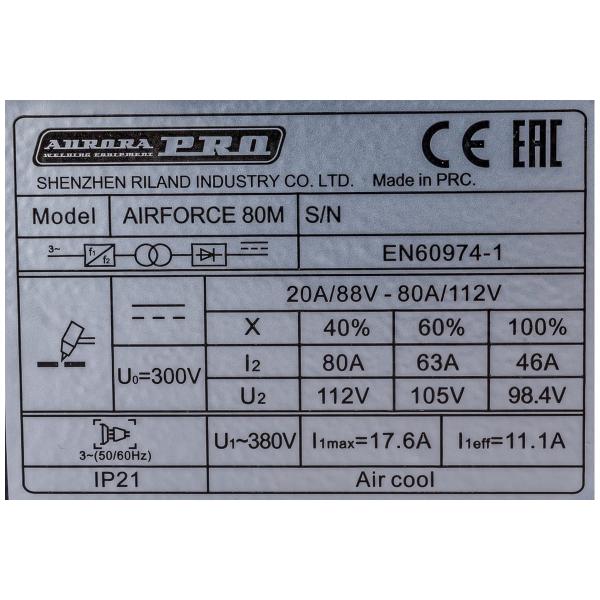 AURORA PRO
WELDING EQUIPMENT
CE EAC
SHENZHEN RILAND INDUSTRY CO. LTD. Made in PRC.
Model AIRFORCE 80M S/N
3~ f1 f2 EN60974-1
20A/88V - 80A/112V
X 40% 60% 100%
U0=300V I2 80A 63A 46A
U2 112V 105V 98.4V
3~(50/60Hz) U1~380V I1max=17.6A I1eff=11.1A
IP21 Air cool